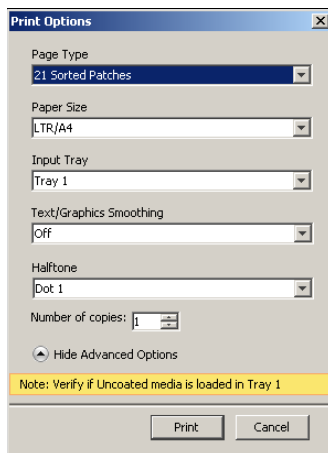 Print Options
Page Type
21 Sorted Patches
Paper Size
LTR/A4
Input Tray
Tray 1
Text/Graphics Smoothing
Off
Halftone
Dot 1
Number of copies: 1
Hide Advanced Options
Note: Verify if Uncoated media is loaded in Tray 1
Print Cancel